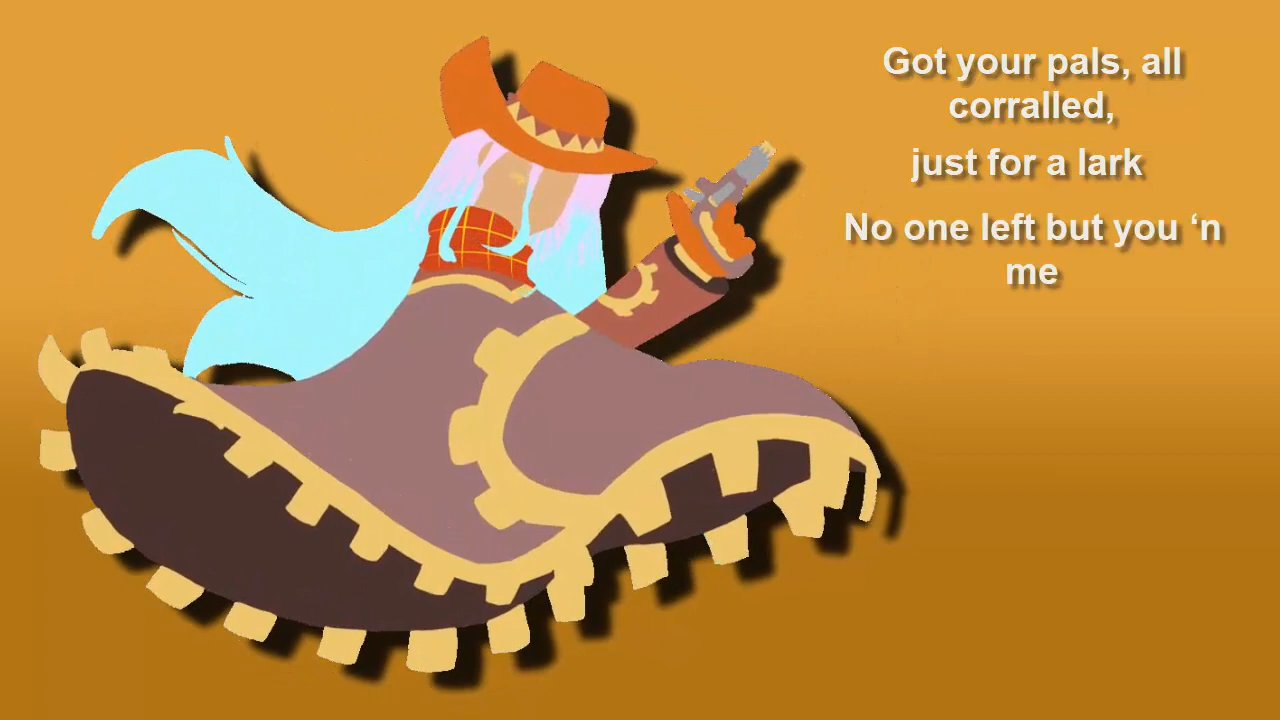 Got your pals, all
corralled,
just for a lark
No one left but you ‘n
me